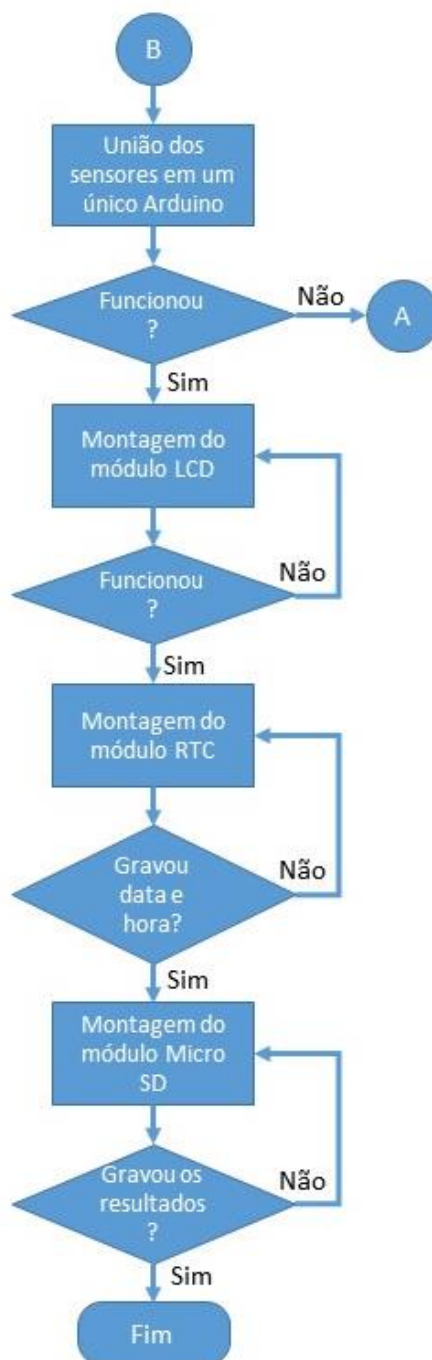 B
União dos
sensores em um
único Arduino
Funcionou
?
Não
A
Sim
Montagem do
módulo LCD
Funcionou
?
Não
Sim
Montagem do
módulo RTC
Gravou
data e
hora?
Não
Sim
Montagem do
módulo Micro
SD
Gravou os
resultados
?
Não
Sim
Fim